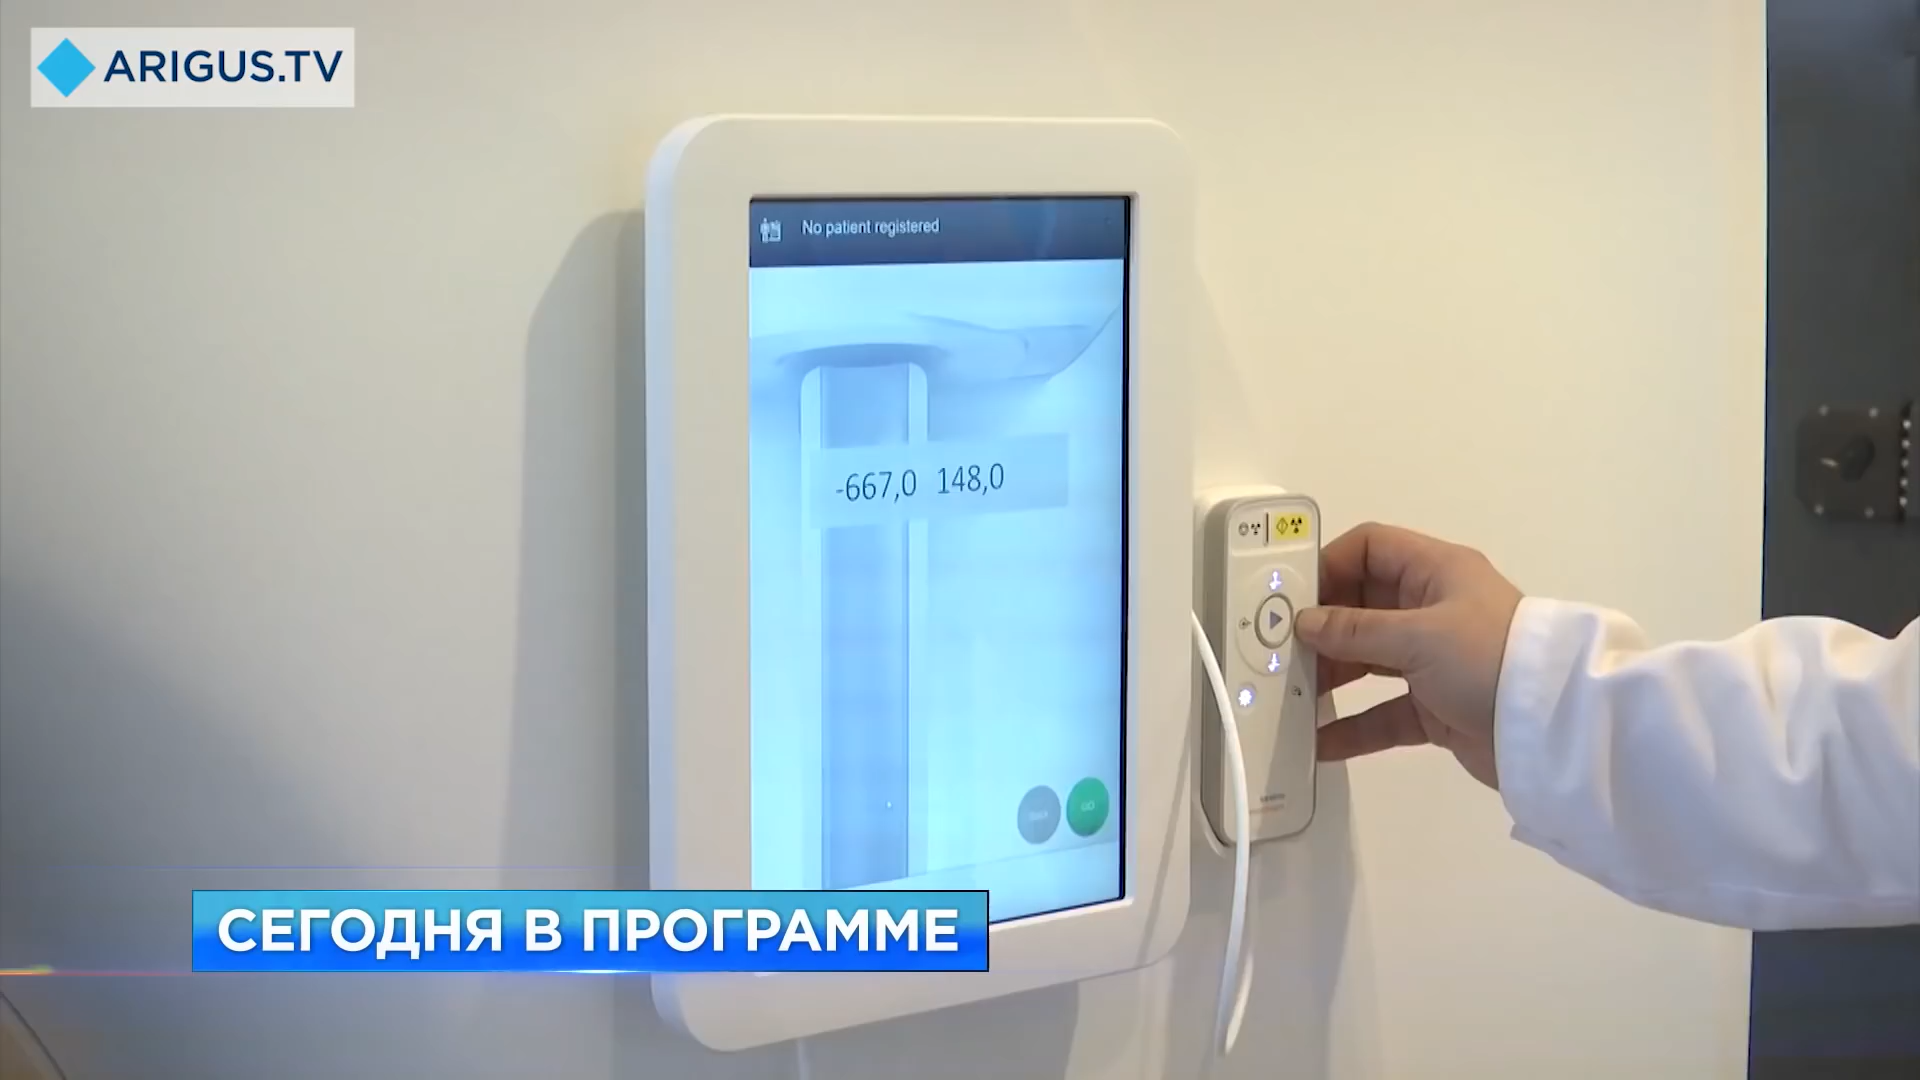 ARIGUS.TV
No patient registered
-667,0 148,0
СЕГОДНЯ В ПРОГРАММЕ